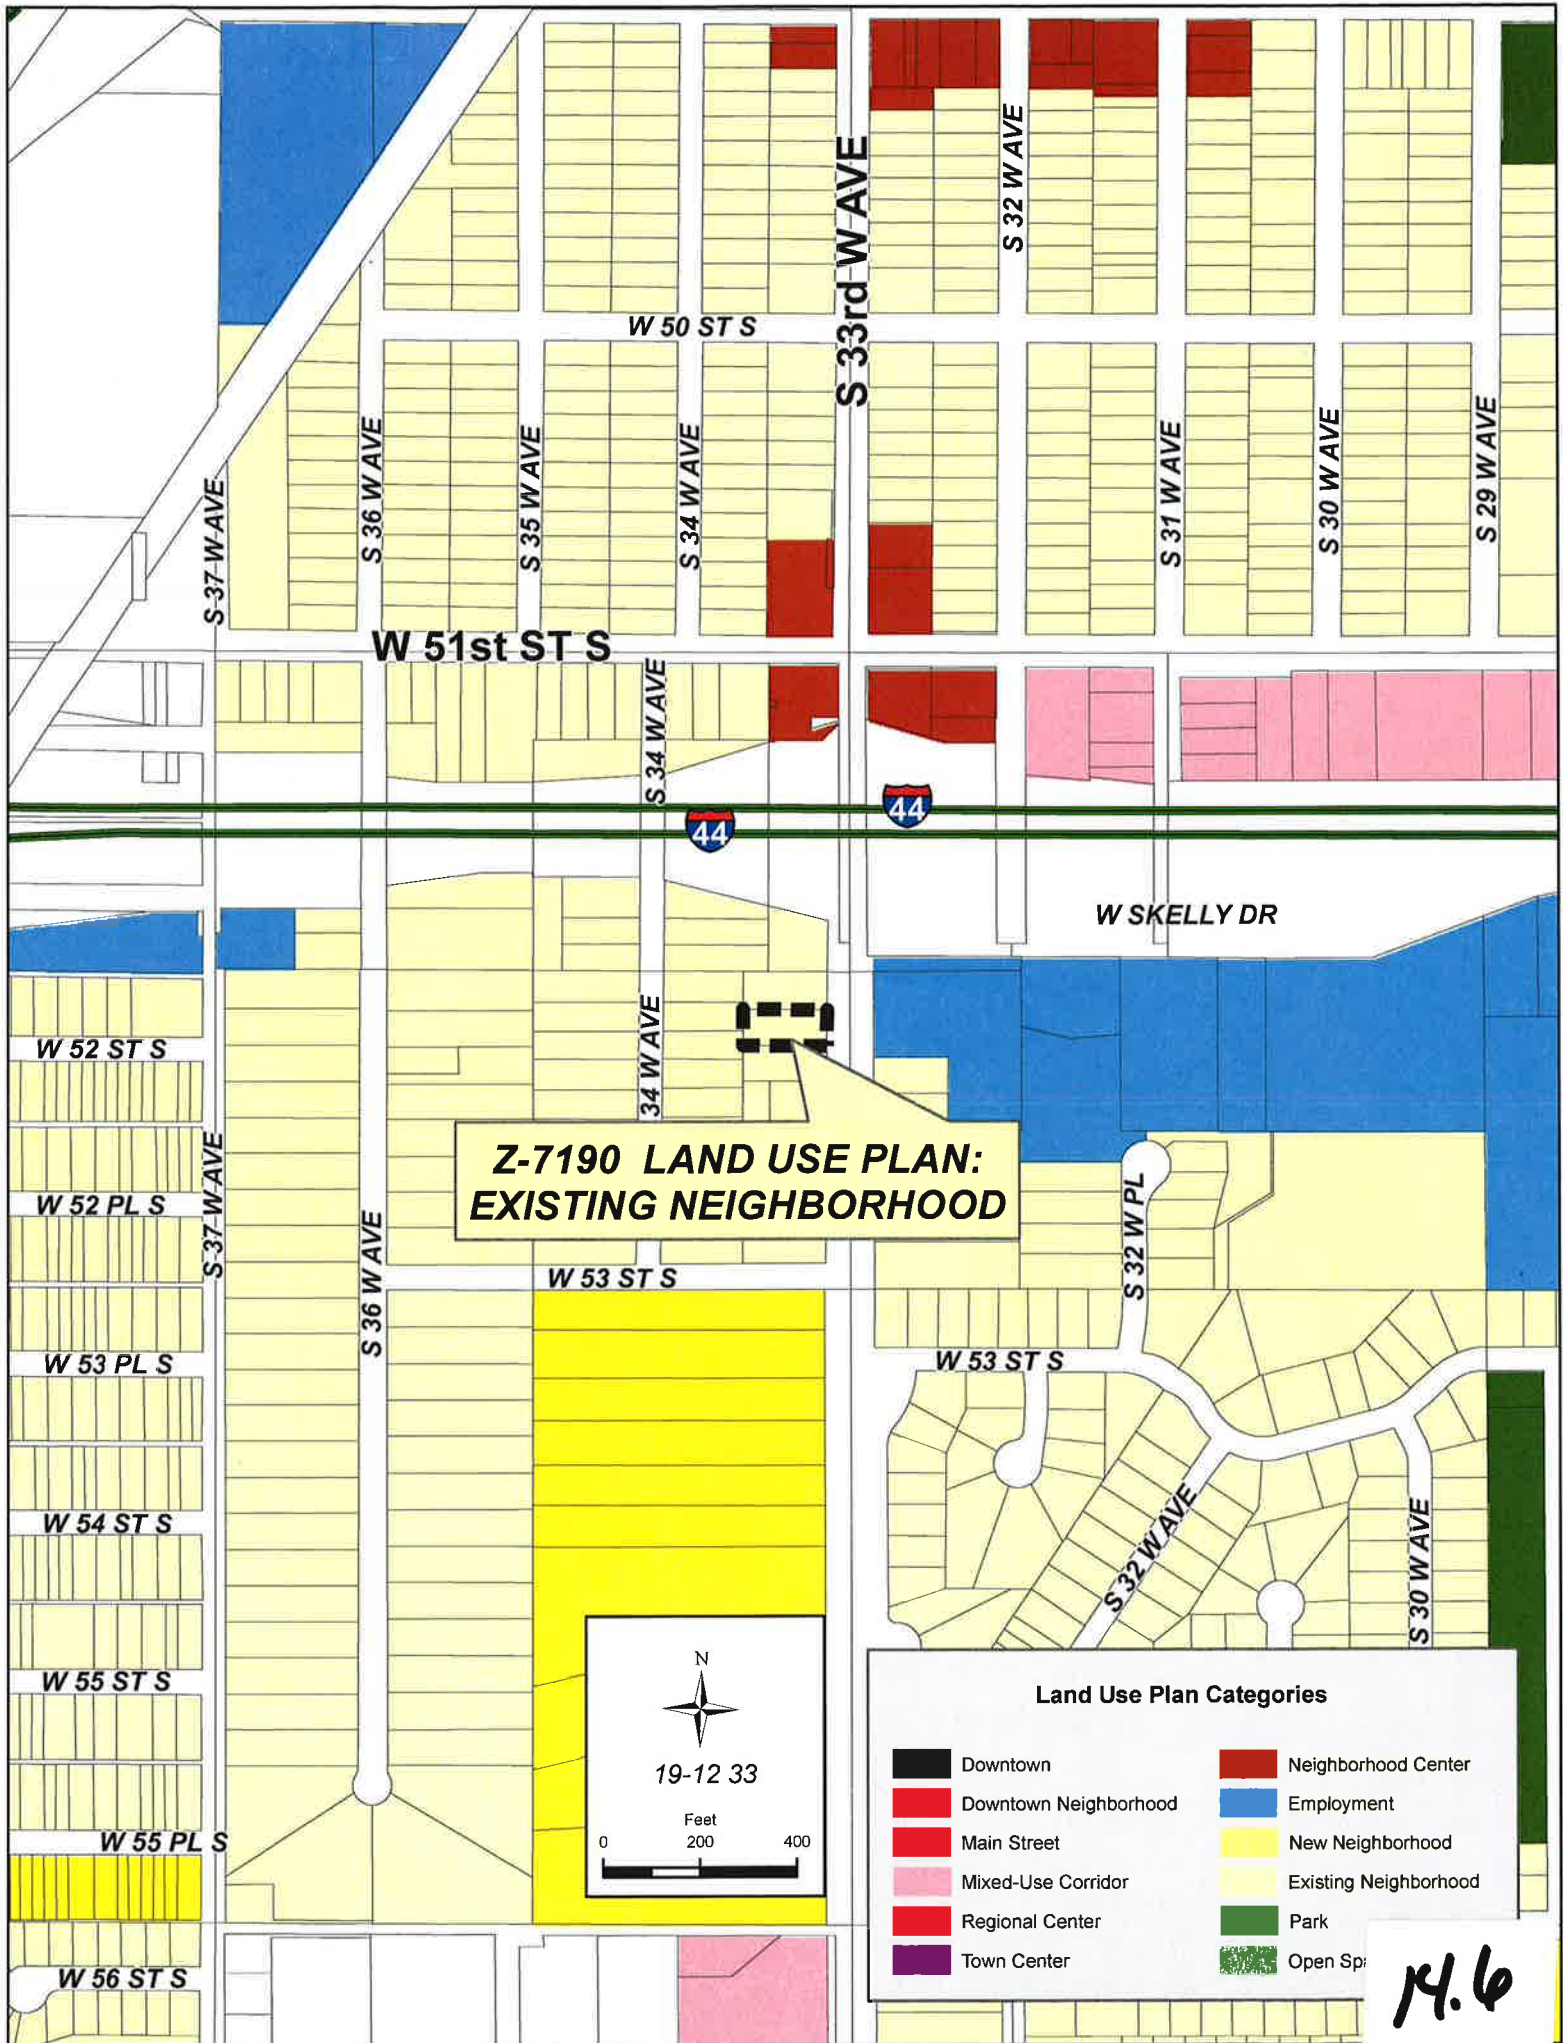 S 33rd W AVE
S 32 W AVE
W 50 ST S
S 37 W AVE
S 36 W AVE
S 35 W AVE
S 34 W AVE
S 31 W AVE
S 30 W AVE
S 29 W AVE
W 51st ST S
S 34 W AVE
44
44
W SKELLY DR
W 52 ST S
34 W AVE
Z-7190 LAND USE PLAN:
EXISTING NEIGHBORHOOD
S 37 W AVE
W 52 PL S
S 36 W AVE
S 32 W PL
W 53 ST S
W 53 PL S
W 53 ST S
W 54 ST S
S 32 W AVE
S 30 W AVE
W 55 ST S
N
19-12 33
Feet
0 200 400
W 55 PL S
W 56 ST S
Land Use Plan Categories
Downtown
Downtown Neighborhood
Main Street
Mixed-Use Corridor
Regional Center
Town Center
Neighborhood Center
Employment
New Neighborhood
Existing Neighborhood
Park
Open Spa
14.6